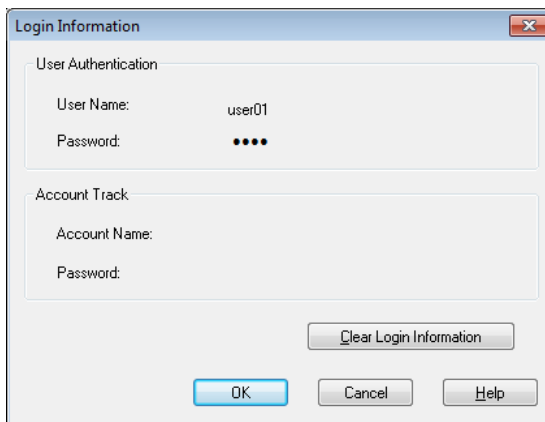 Login Information
User Authentication
User Name: user01
Password: ••••
Account Track
Account Name:
Password:
Clear Login Information
OK Cancel Help